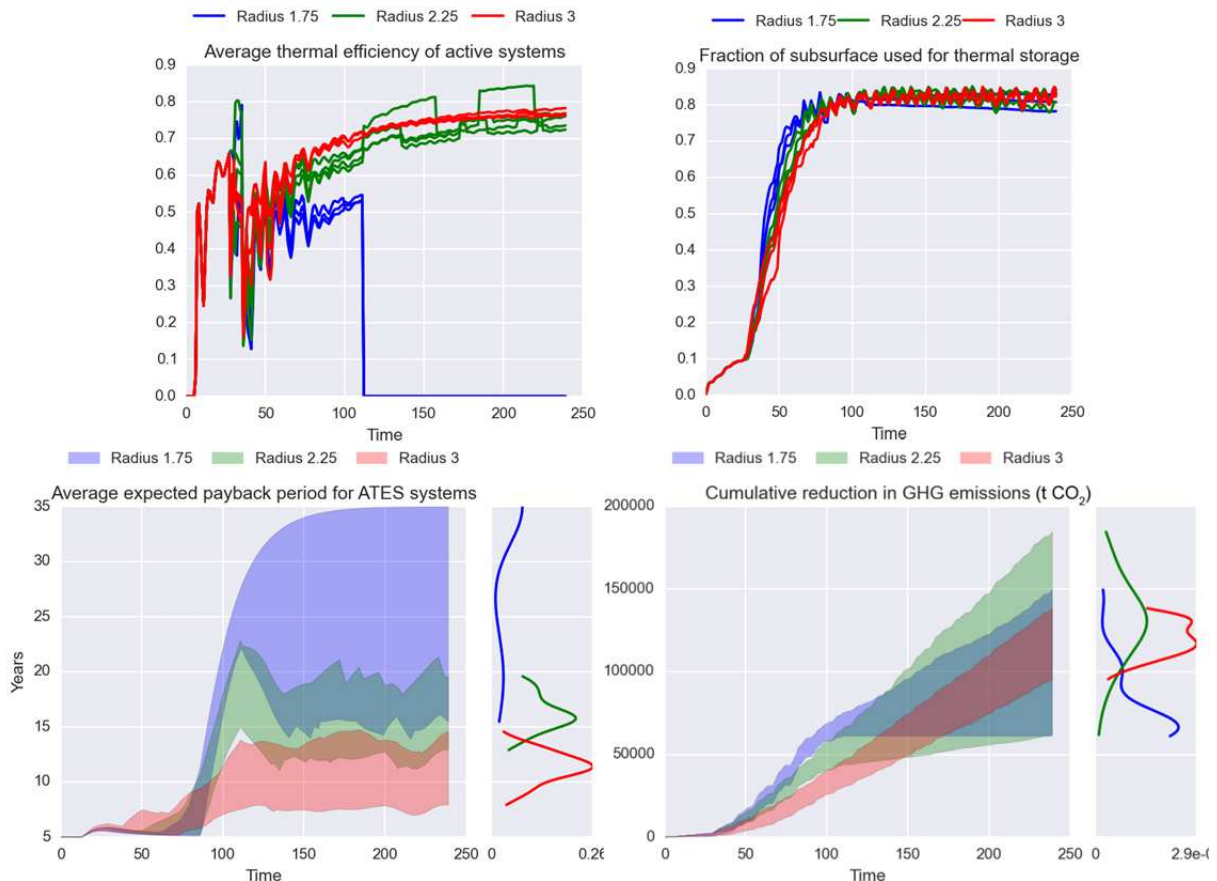 Radius 1.75 Radius 2.25 Radius 3
Average thermal efficiency of active systems
0.9
0.8
0.7
0.6
0.5
0.4
0.3
0.2
0.1
0.0
0 50 100 150 200 250
Time
Radius 1.75 Radius 2.25 Radius 3
Fraction of subsurface used for thermal storage
0.9
0.8
0.7
0.6
0.5
0.4
0.3
0.2
0.1
0.0
0 50 100 150 200 250
Time
Radius 1.75 Radius 2.25 Radius 3
Average expected payback period for ATES systems
Years
35
30
25
20
15
10
5
0 50 100 150 200 250
Time
0 0.26
Radius 1.75 Radius 2.25 Radius 3
Cumulative reduction in GHG emissions (t CO₂)
200000
150000
100000
50000
0
0 50 100 150 200 250
Time
0 2.9e-0